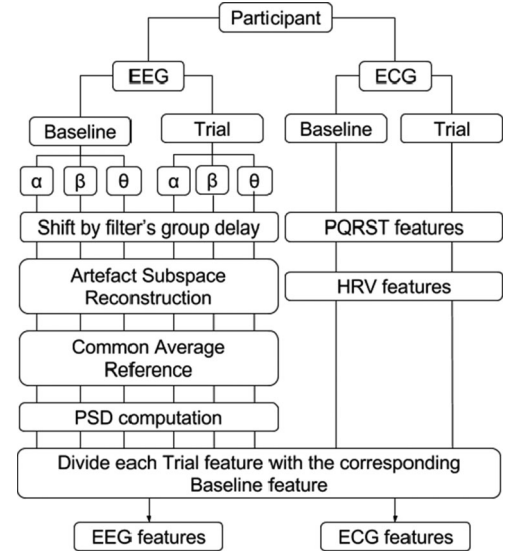 Participant
EEG
ECG
Baseline
Trial
Baseline
Trial
α
β
θ
α
β
θ
Shift by filter's group delay
PQRST features
Artefact Subspace
Reconstruction
HRV features
Common Average
Reference
PSD computation
Divide each Trial feature with the corresponding
Baseline feature
EEG features
ECG features